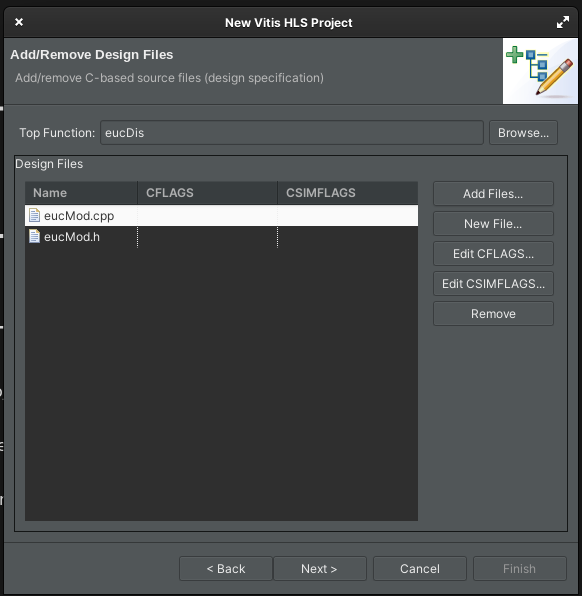 New Vitis HLS Project
Add/Remove Design Files
Add/remove C-based source files (design specification)
Top Function: eucDis Browse...
Design Files
Name CFLAGS CSIMFLAGS
eucMod.cpp
eucMod.h
Add Files...
New File...
Edit CFLAGS...
Edit CSIMFLAGS...
Remove
< Back Next > Cancel Finish